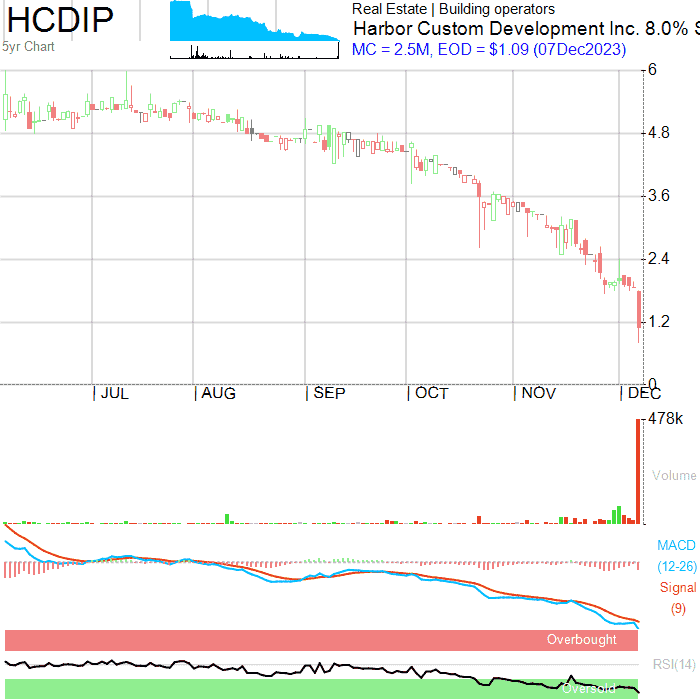 HCDIP
5yr Chart
Real Estate | Building operators
Harbor Custom Development Inc. 8.0% S
MC = 2.5M, EOD = $1.09 (07Dec2023)
6
4.8
3.6
2.4
1.2
0
JUL
AUG
SEP
OCT
NOV
DEC
478k
Volume
MACD
(12-26)
Signal
(9)
Overbought
RSI(14)
Oversold